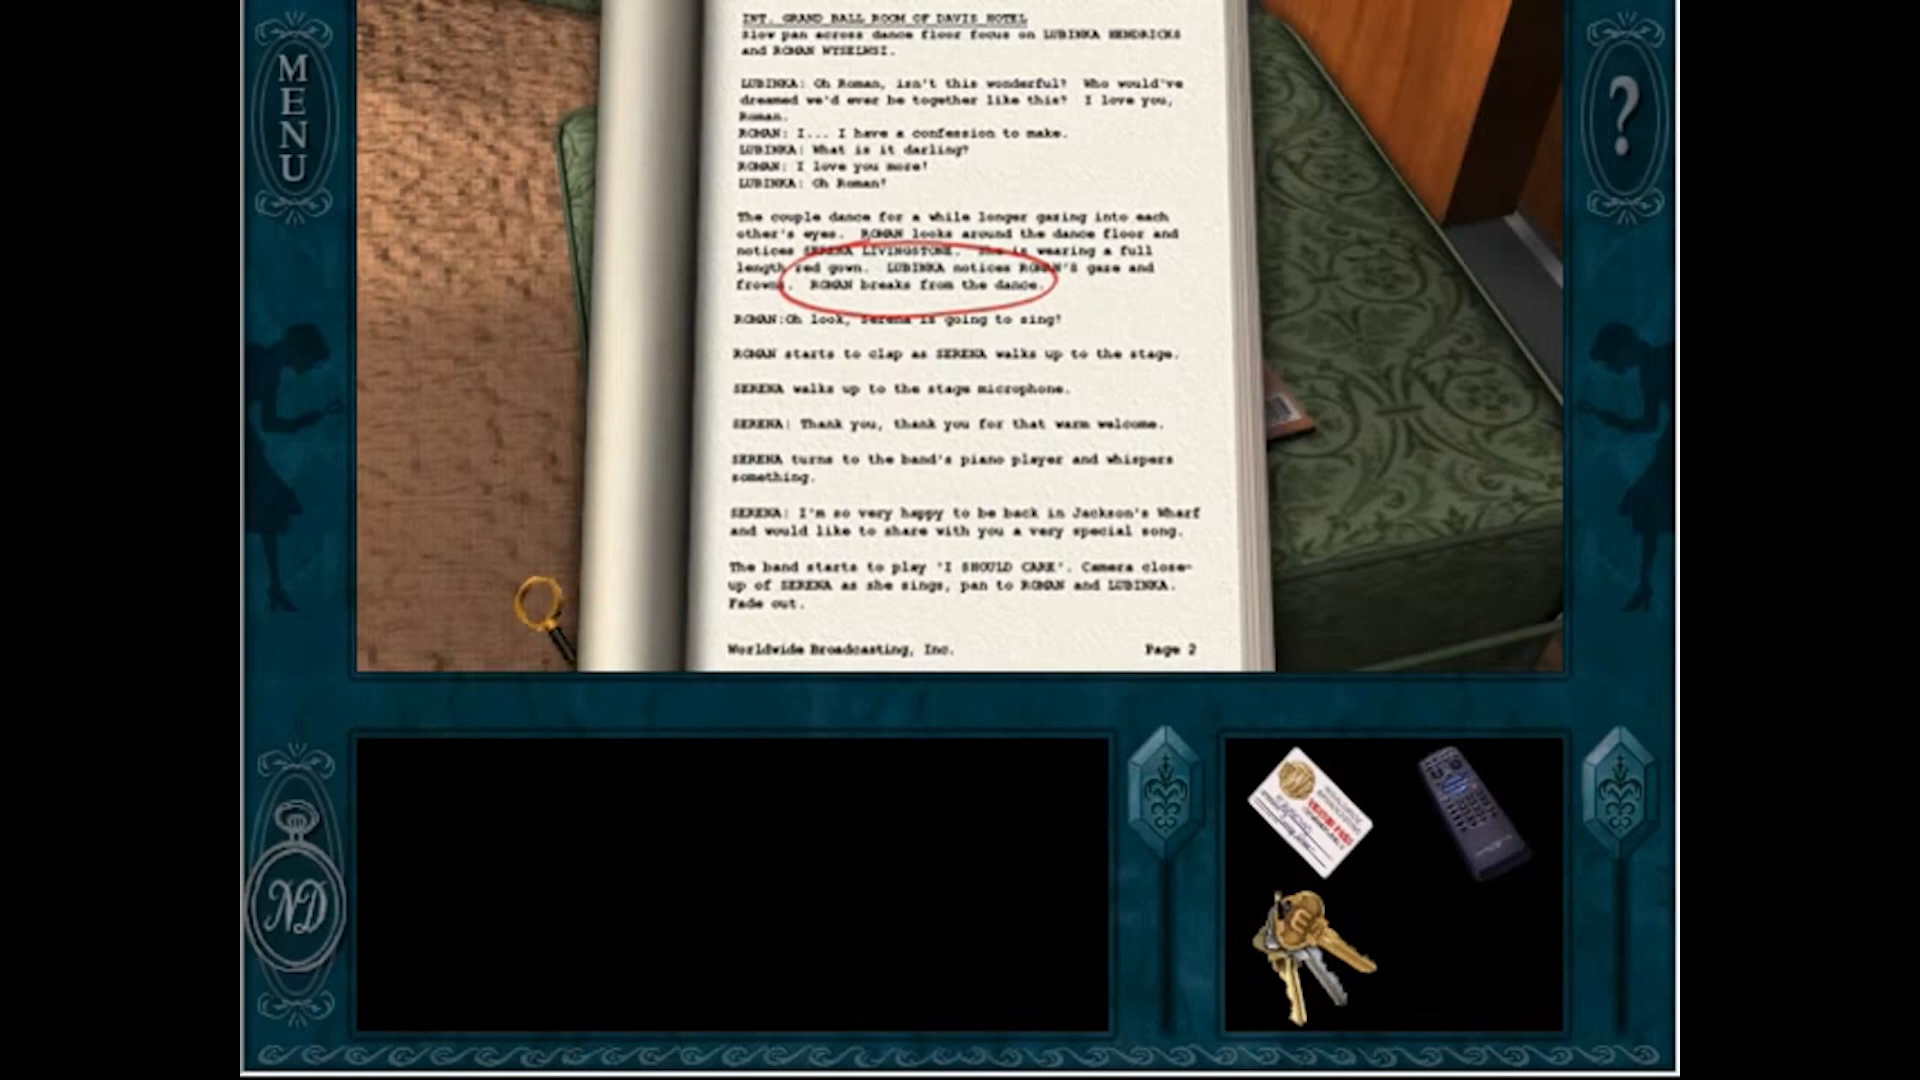 MENU
?
INT. GRAND BALL ROOM OF DAVIS HOTEL
Slow pan across dance floor focus on LUBINKA HENDRICKS
and ROMAN WYSELHSI.
LUBINKA: Oh Roman, isn't this wonderful? Who would've
dreamed we'd ever be together like this? I love you,
Roman.
ROMAN: I... I have a confession to make.
LUBINKA: What is it darling?
ROMAN: I love you more!
LUBINKA: Oh Roman!
The couple dance for a while longer gazing into each
other's eyes. ROMAN looks around the dance floor and
notices SERENA LIVINGSTONE. She is wearing a full
length red gown. LUBINKA notices ROMAN'S gaze and
frowns. ROMAN breaks from the dance.
ROMAN:Oh look, Serena is going to sing!
ROMAN starts to clap as SERENA walks up to the stage.
SERENA walks up to the stage microphone.
SERENA: Thank you, thank you for that warm welcome.
SERENA turns to the band's piano player and whispers
something.
SERENA: I'm so very happy to be back in Jackson's Wharf
and would like to share with you a very special song.
The band starts to play 'I SHOULD CARE'. Camera close-
up of SERENA as she sings, pan to ROMAN and LUBINKA.
Fade out.
Worldwide Broadcasting, Inc. Page 2
ND